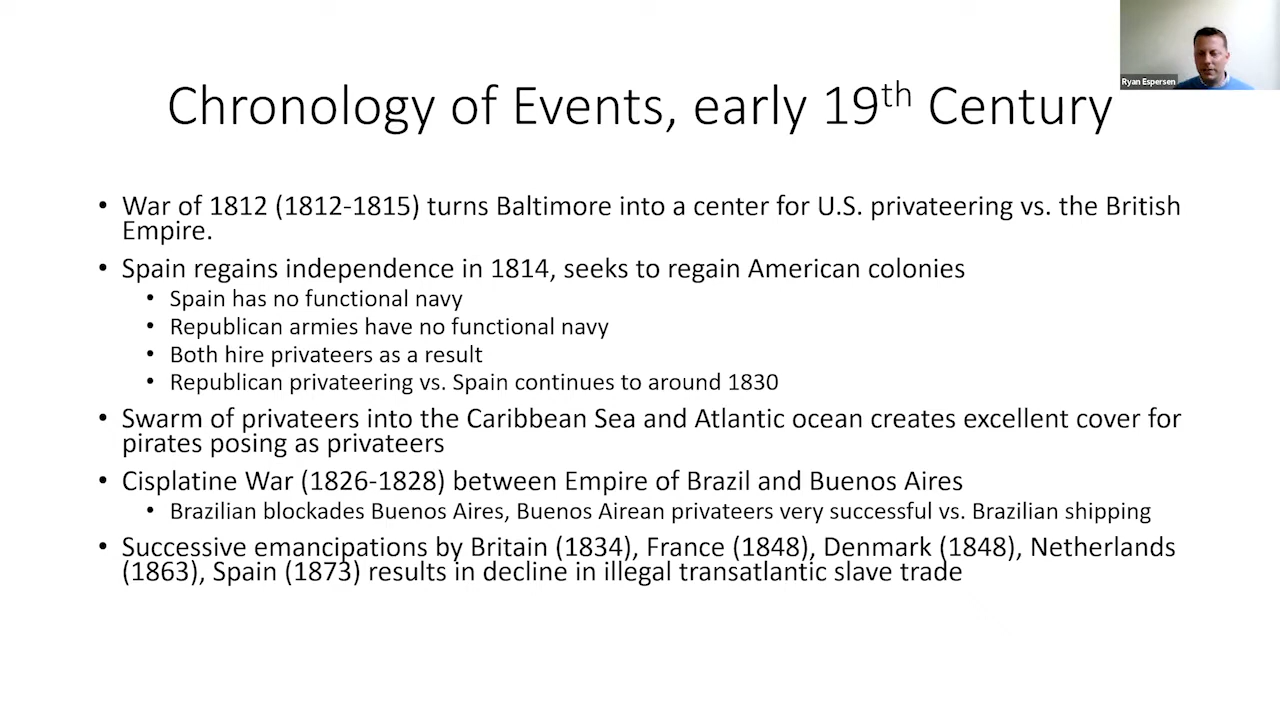 Ryan Espersen
Chronology of Events, early 19th Century
• War of 1812 (1812-1815) turns Baltimore into a center for U.S. privateering vs. the British
Empire.
• Spain regains independence in 1814, seeks to regain American colonies
• Spain has no functional navy
• Republican armies have no functional navy
• Both hire privateers as a result
• Republican privateering vs. Spain continues to around 1830
• Swarm of privateers into the Caribbean Sea and Atlantic ocean creates excellent cover for
pirates posing as privateers
• Cisplatine War (1826-1828) between Empire of Brazil and Buenos Aires
• Brazilian blockades Buenos Aires, Buenos Airean privateers very successful vs. Brazilian shipping
• Successive emancipations by Britain (1834), France (1848), Denmark (1848), Netherlands
(1863), Spain (1873) results in decline in illegal transatlantic slave trade